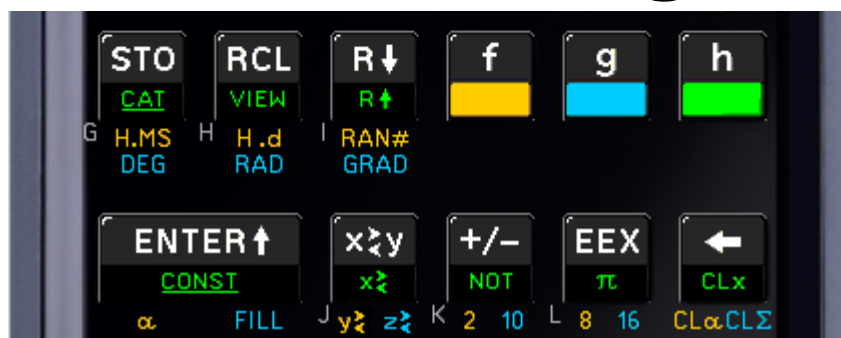 STO RCL R↓ f g h
CAT VIEW R↑
G H.MS H H.d I RAN#
DEG RAD GRAD
ENTER↑ x≷y +/− EEX ←
CONST x≷ NOT π CLx
α FILL J y≷ z≷ K 2 10 L 8 16 CLα CLΣ